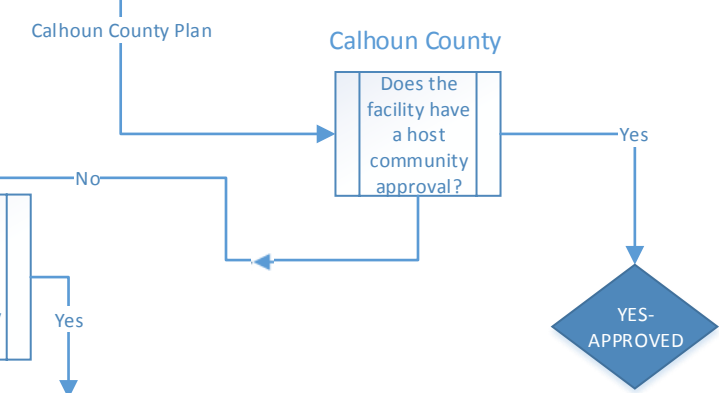 Calhoun County Plan
Calhoun County
Does the
facility have
a host
community
approval?
Yes
No
Yes
YES-
APPROVED